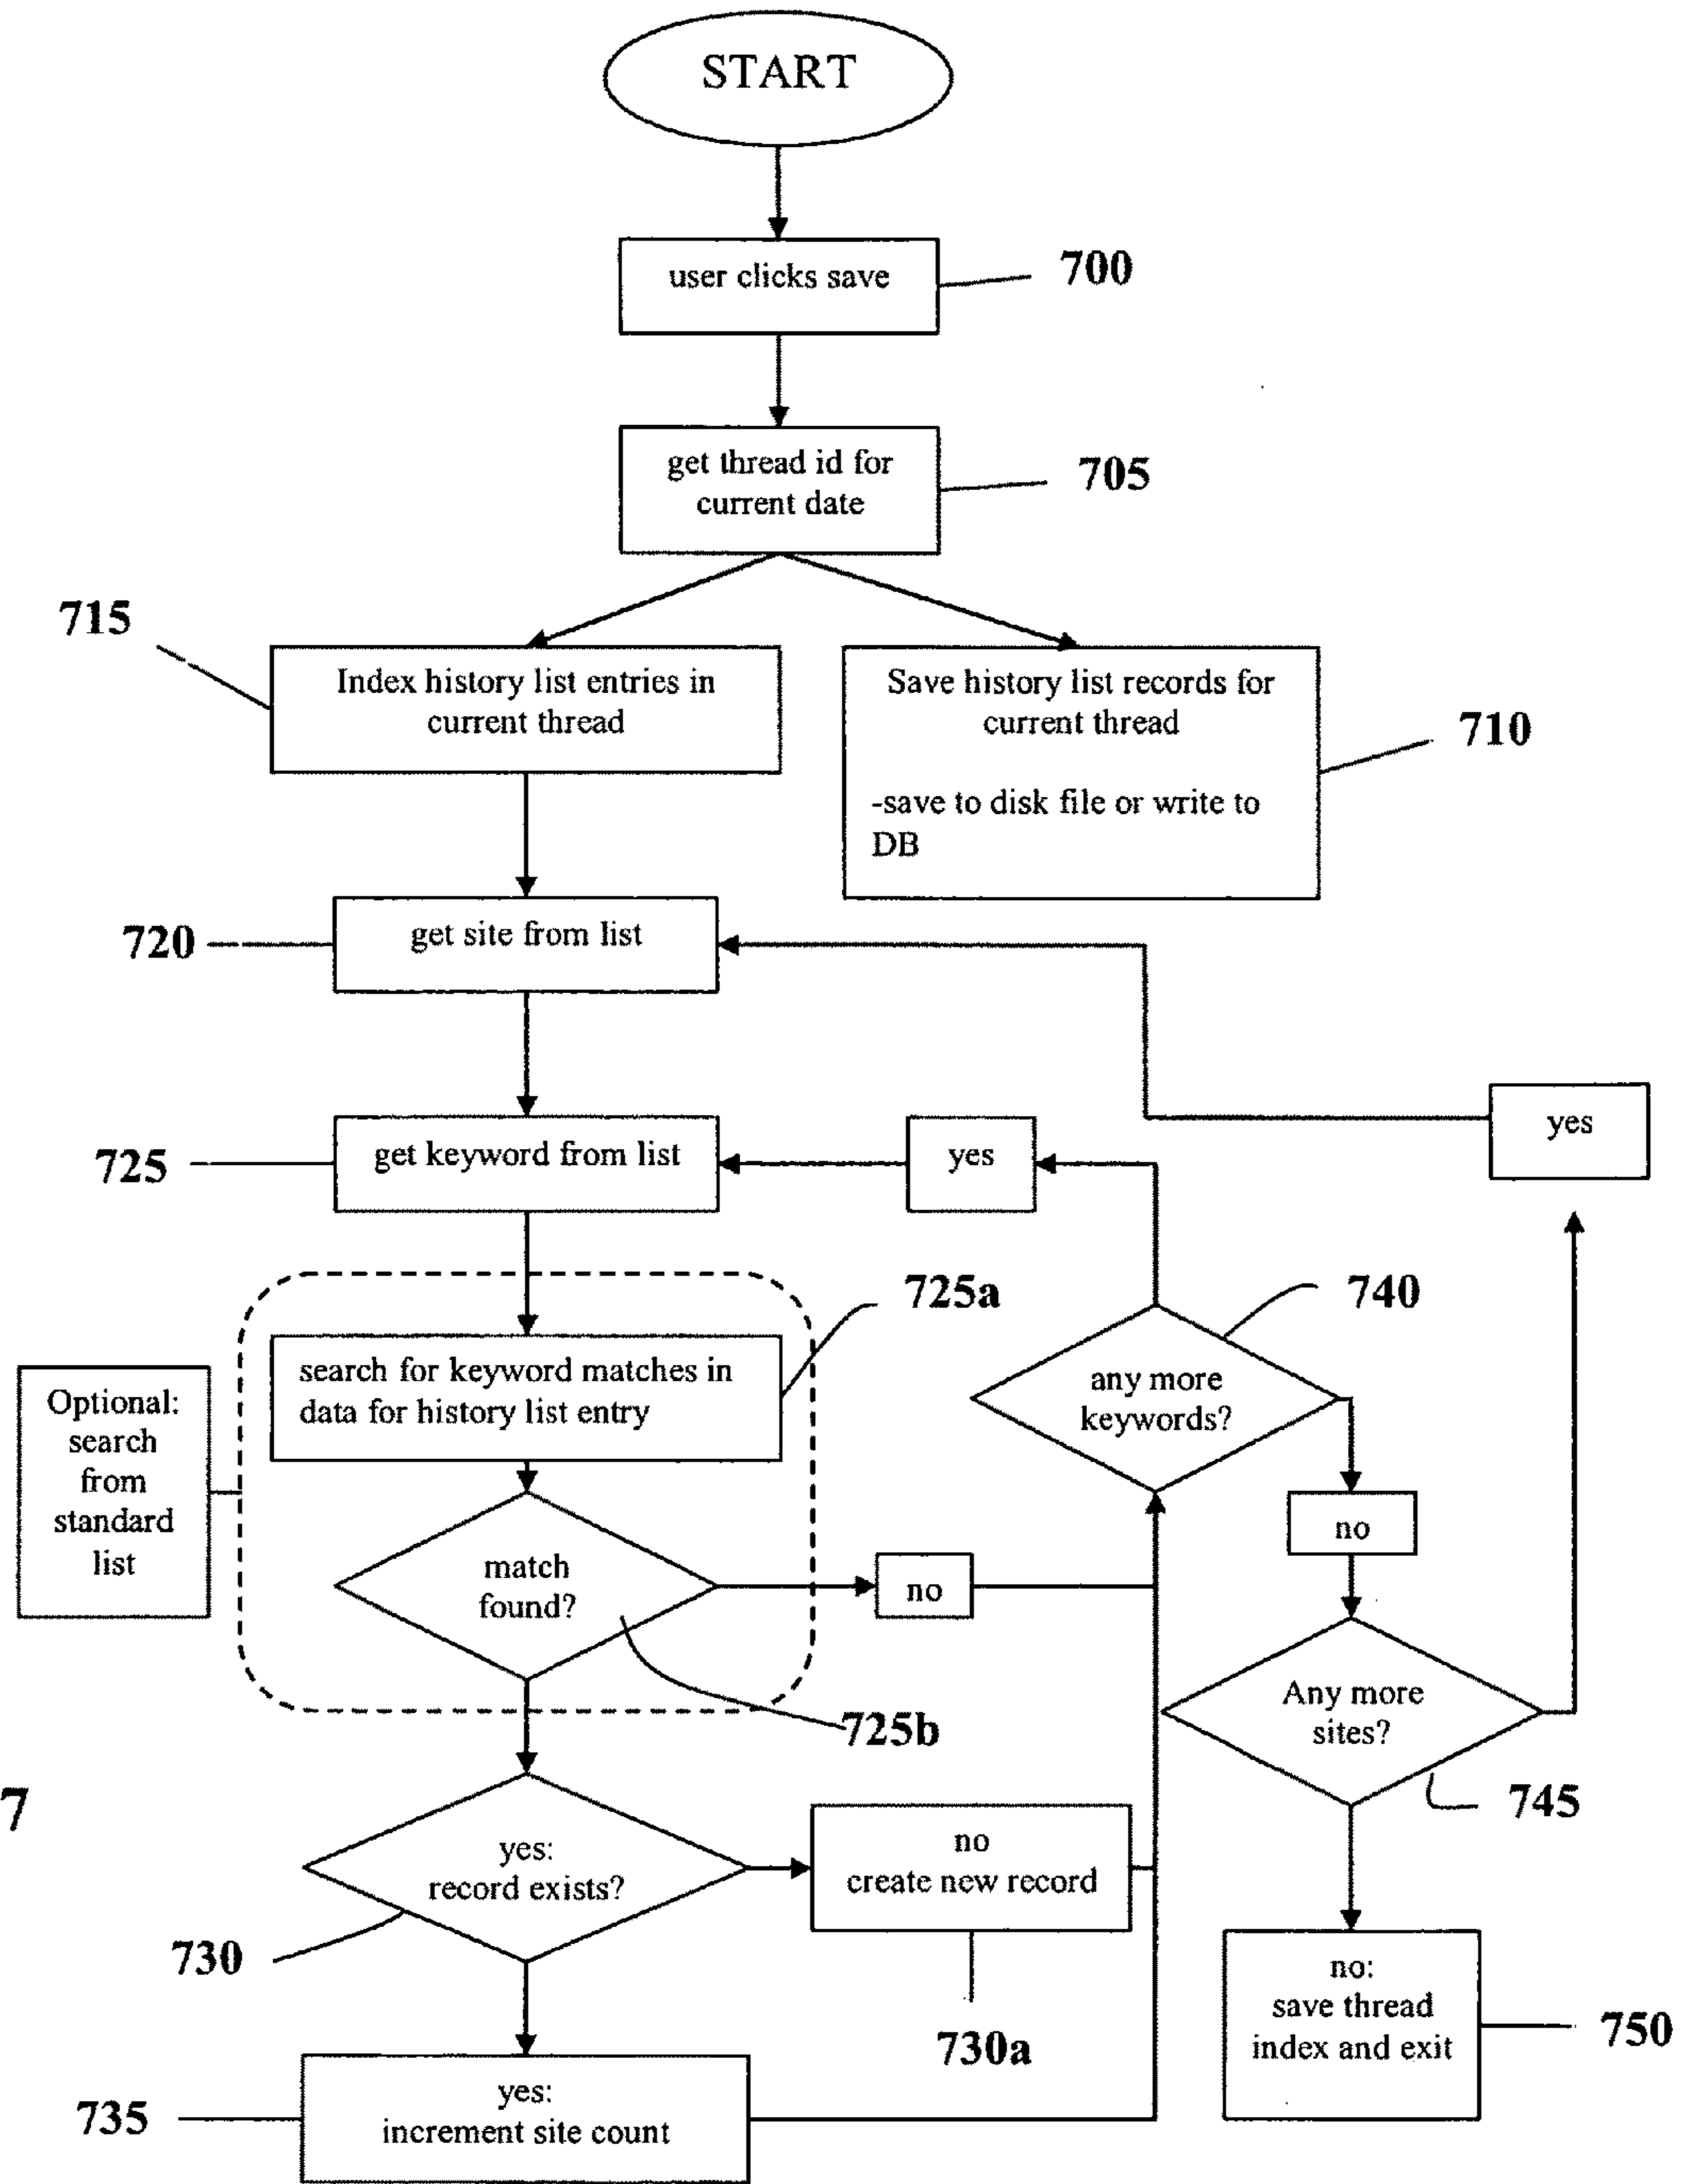 START
user clicks save
700
get thread id for
current date
705
715
Index history list entries in
current thread
Save history list records for
current thread
-save to disk file or write to
DB
710
720
get site from list
725
get keyword from list
yes
yes
725a
740
search for keyword matches in
data for history list entry
any more
keywords?
Optional:
search
from
standard
list
no
match
found?
no
725b
Any more
sites?
745
7
yes:
record exists?
no
create new record
730
730a
no:
save thread
index and exit
750
735
yes:
increment site count